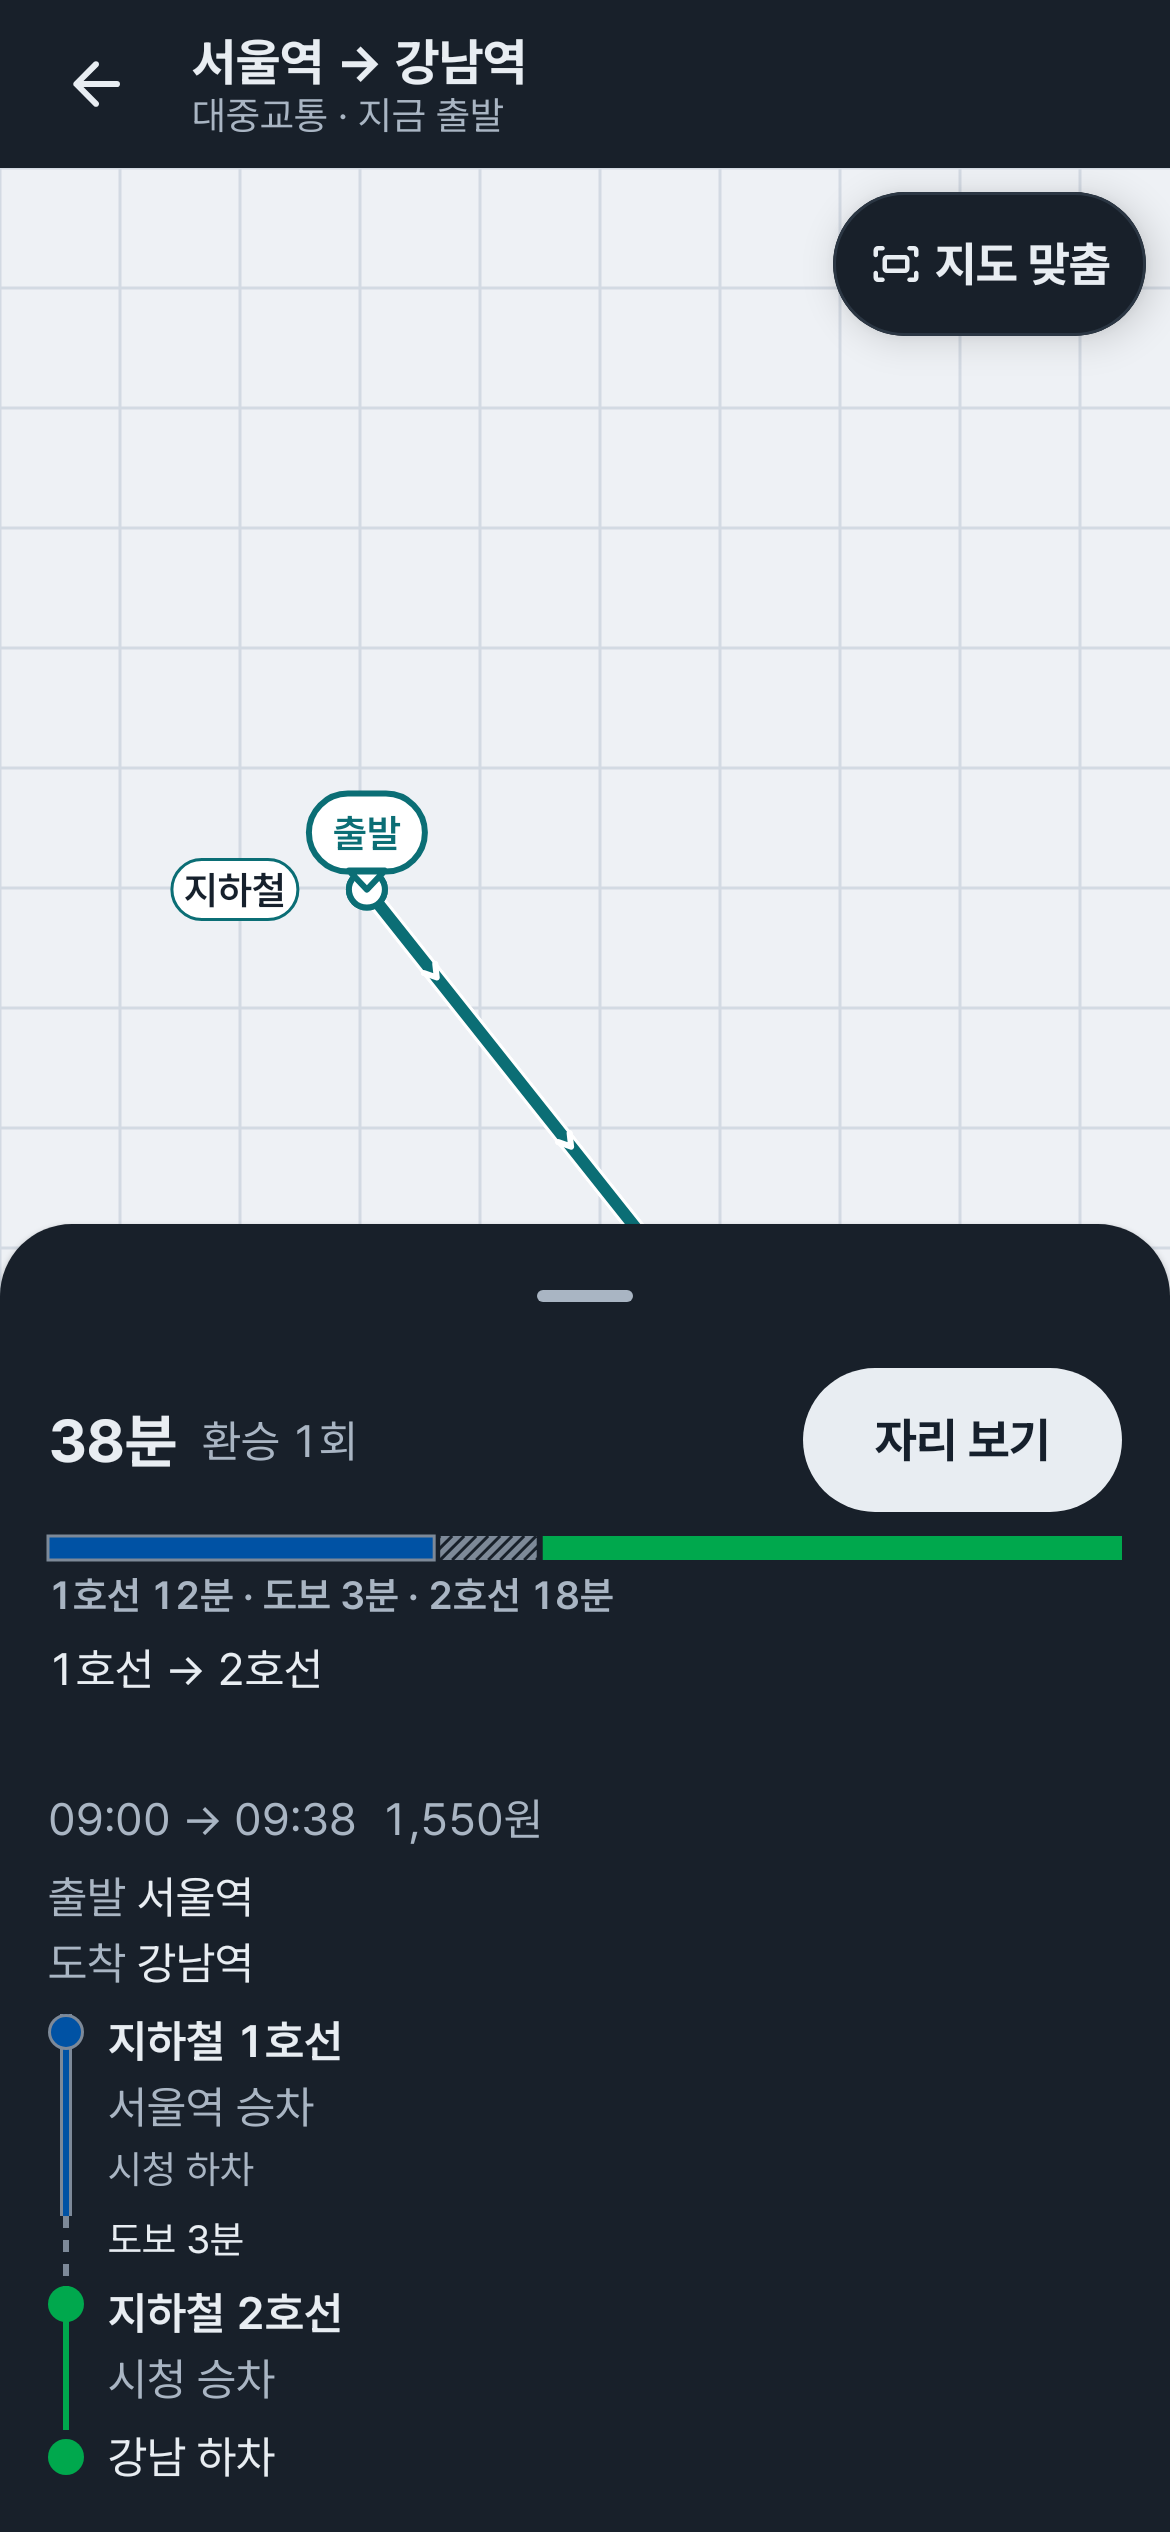 서울역 → 강남역
대중교통 · 지금 출발
지도 맞춤
출발
지하철
38분 환승 1회
자리 보기
1호선 12분 · 도보 3분 · 2호선 18분
1호선 → 2호선
09:00 → 09:38 1,550원
출발 서울역
도착 강남역
지하철 1호선
서울역 승차
시청 하차
도보 3분
지하철 2호선
시청 승차
강남 하차